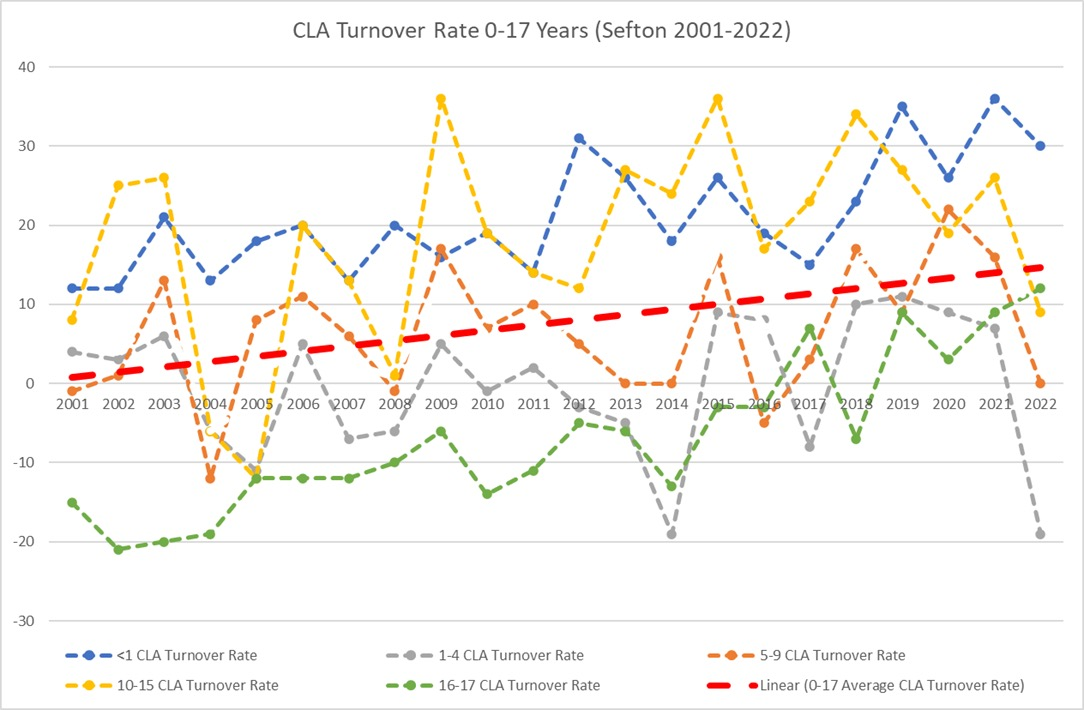 CLA Turnover Rate 0-17 Years (Sefton 2001-2022)
40
30
20
10
0
2001 2002 2003 2004 2005 2006 2007 2008 2009 2010 2011 2012 2013 2014 2015 2016 2017 2018 2019 2020 2021 2022
-10
-20
-30
<1 CLA Turnover Rate 1-4 CLA Turnover Rate 5-9 CLA Turnover Rate
10-15 CLA Turnover Rate 16-17 CLA Turnover Rate Linear (0-17 Average CLA Turnover Rate)